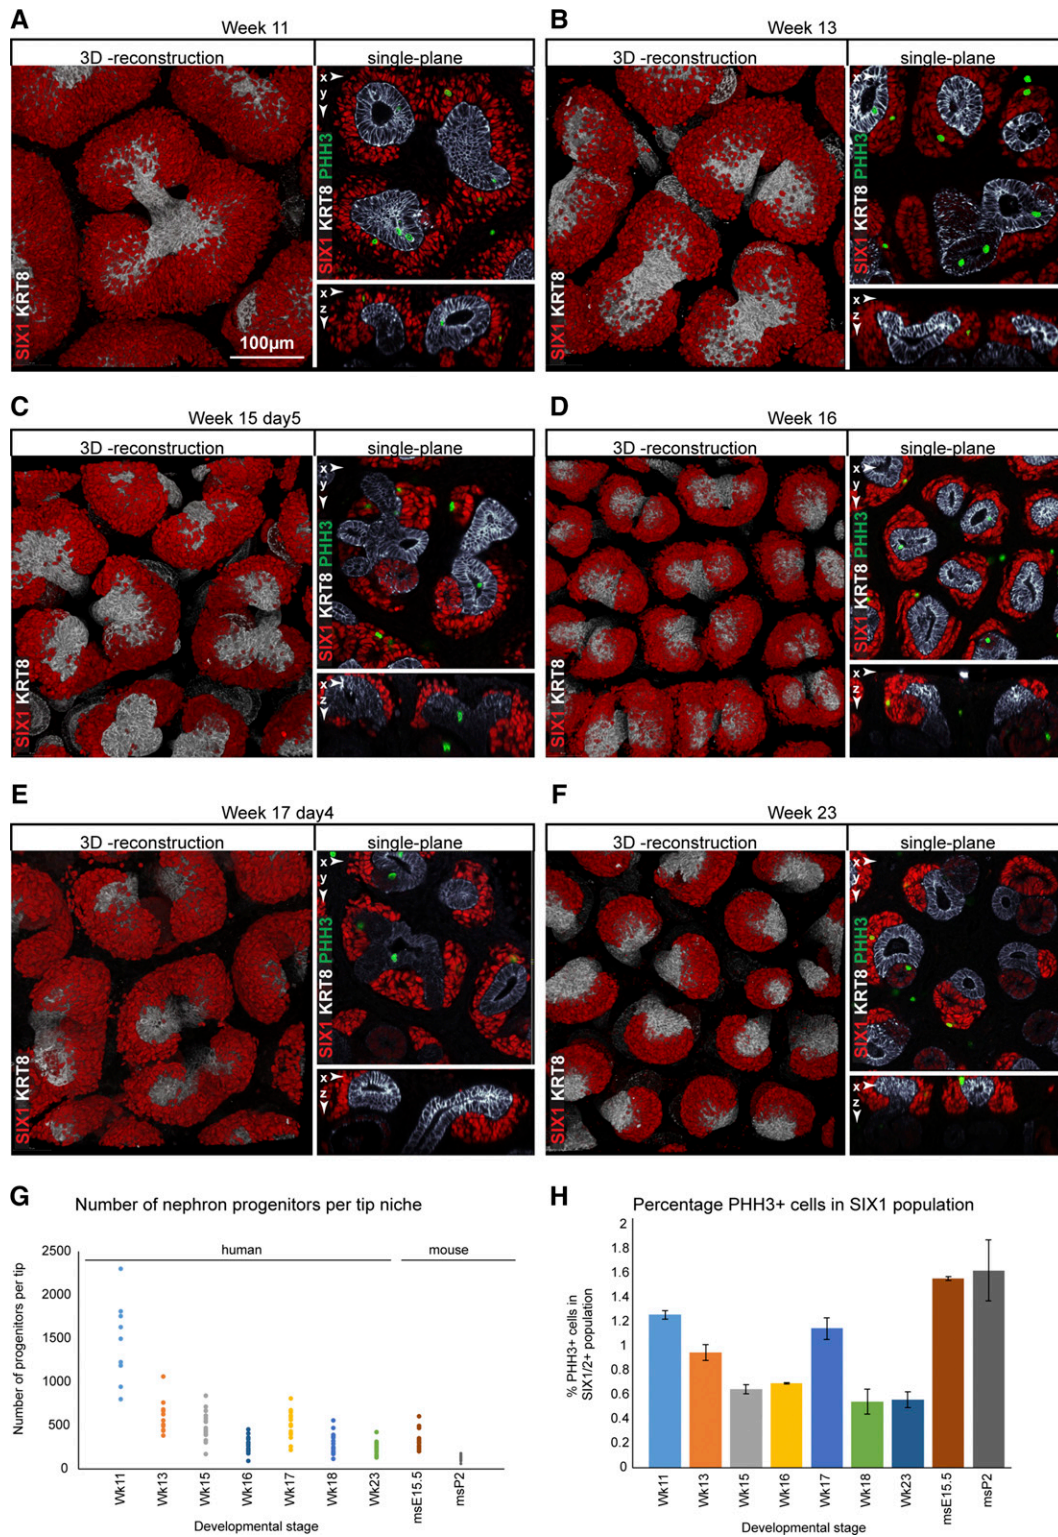 A
Week 11
3D -reconstruction
single-plane
SIX1 KRT8
100µm
x
y
SIX1 KRT8 PHH3
x
z
B
Week 13
3D -reconstruction
single-plane
SIX1 KRT8
x
y
SIX1 KRT8 PHH3
x
z
C
Week 15 day5
3D -reconstruction
single-plane
SIX1 KRT8
x
y
SIX1 KRT8 PHH3
x
z
D
Week 16
3D -reconstruction
single-plane
SIX1 KRT8
x
y
SIX1 KRT8 PHH3
x
z
E
Week 17 day4
3D -reconstruction
single-plane
SIX1 KRT8
x
y
SIX1 KRT8 PHH3
x
z
F
Week 23
3D -reconstruction
single-plane
SIX1 KRT8
x
y
SIX1 KRT8 PHH3
x
z
G
Number of nephron progenitors per tip niche
human
mouse
Number of progenitors per tip
2500
2000
1500
1000
500
0
Wk11
Wk13
Wk15
Wk16
Wk17
Wk18
Wk23
msE15.5
msP2
Developmental stage
H
Percentage PHH3+ cells in SIX1 population
% PHH3+ cells in
SIX1/2+ population
2
1.8
1.6
1.4
1.2
1
0.8
0.6
0.4
0.2
0
Wk11
Wk13
Wk15
Wk16
Wk17
Wk18
Wk23
msE15.5
msP2
Developmental stage